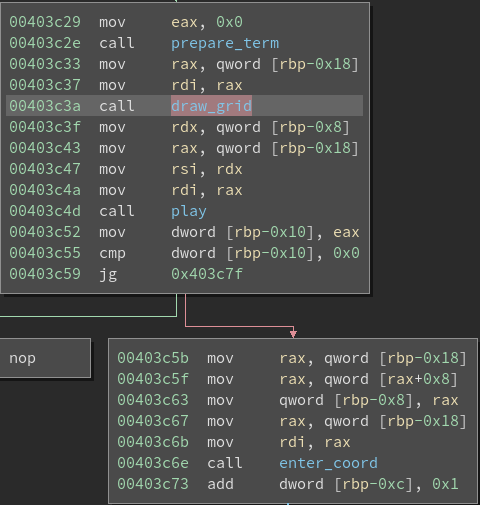 00403c29 mov eax, 0x0
00403c2e call prepare_term
00403c33 mov rax, qword [rbp-0x18]
00403c37 mov rdi, rax
00403c3a call draw_grid
00403c3f mov rdx, qword [rbp-0x8]
00403c43 mov rax, qword [rbp-0x18]
00403c47 mov rsi, rdx
00403c4a mov rdi, rax
00403c4d call play
00403c52 mov dword [rbp-0x10], eax
00403c55 cmp dword [rbp-0x10], 0x0
00403c59 jg 0x403c7f
nop
00403c5b mov rax, qword [rbp-0x18]
00403c5f mov rax, qword [rax+0x8]
00403c63 mov qword [rbp-0x8], rax
00403c67 mov rax, qword [rbp-0x18]
00403c6b mov rdi, rax
00403c6e call enter_coord
00403c73 add dword [rbp-0xc], 0x1